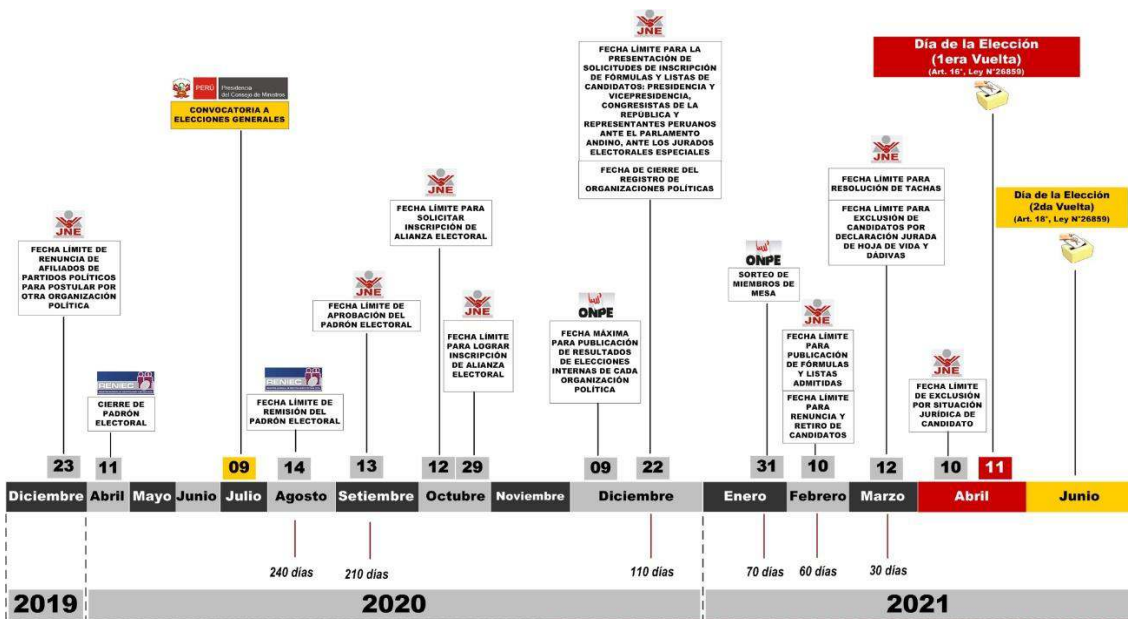 JNE
FECHA LÍMITE DE
RENUNCIA DE
AFILIADOS DE
PARTIDOS POLÍTICOS
PARA POSTULAR POR
OTRA ORGANIZACIÓN
POLÍTICA
RENIEC
CIERRE DE
PADRÓN
ELECTORAL
PERÚ
Presidencia
del Consejo de Ministros
CONVOCATORIA A
ELECCIONES GENERALES
RENIEC
FECHA LÍMITE DE
REMISIÓN DEL
PADRÓN ELECTORAL
JNE
FECHA LÍMITE DE
APROBACIÓN DEL
PADRÓN ELECTORAL
JNE
FECHA LÍMITE PARA
SOLICITAR
INSCRIPCIÓN DE
ALIANZA ELECTORAL
JNE
FECHA LÍMITE
PARA LOGRAR
INSCRIPCIÓN
DE ALIANZA
ELECTORAL
ONPE
FECHA MÁXIMA
PARA PUBLICACIÓN
DE RESULTADOS
DE ELECCIONES
INTERNAS DE CADA
ORGANIZACIÓN
POLÍTICA
JNE
FECHA LÍMITE PARA LA
PRESENTACIÓN DE
SOLICITUDES DE INSCRIPCIÓN
DE FÓRMULAS Y LISTAS DE
CANDIDATOS: PRESIDENCIA Y
VICEPRESIDENCIA,
CONGRESISTAS DE LA
REPÚBLICA Y
REPRESENTANTES PERUANOS
ANTE EL PARLAMENTO
ANDINO, ANTE LOS JURADOS
ELECTORALES ESPECIALES
FECHA DE CIERRE DEL
REGISTRO DE
ORGANIZACIONES POLÍTICAS
ONPE
SORTEO DE
MIEMBROS DE
MESA
JNE
FECHA LÍMITE
PARA
PUBLICACIÓN
DE FÓRMULAS
Y LISTAS
ADMITIDAS
FECHA LÍMITE
PARA
RENUNCIA Y
RETIRO DE
CANDIDATOS
JNE
FECHA LÍMITE PARA
RESOLUCIÓN DE TACHAS
FECHA LÍMITE PARA
EXCLUSIÓN DE
CANDIDATOS POR
DECLARACIÓN JURADA
DE HOJA DE VIDA Y
DÁDIVAS
JNE
FECHA LÍMITE
DE EXCLUSIÓN
POR SITUACIÓN
JURÍDICA DE
CANDIDATO
Día de la Elección
(1era Vuelta)
(Art. 16°, Ley N°26859)
Día de la Elección
(2da Vuelta)
(Art. 18°, Ley N°26859)
23 11 09 14 13 12 29 09 22 31 10 12 10 11
Diciembre Abril Mayo Junio Julio Agosto Setiembre Octubre Noviembre Diciembre Enero Febrero Marzo Abril Junio
240 días 210 días 110 días 70 días 60 días 30 días
2019 2020 2021